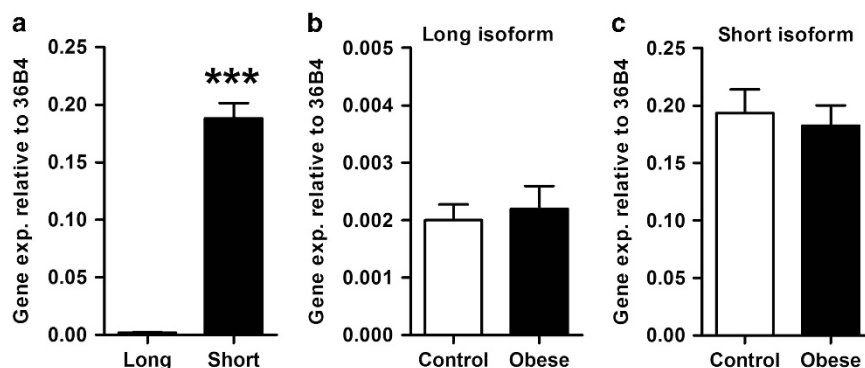 a
Gene exp. relative to 36B4
0.25
0.20
0.15
0.10
0.05
0.00
***
Long Short
b
Long isoform
Gene exp. relative to 36B4
0.005
0.004
0.003
0.002
0.001
0.000
Control Obese
c
Short isoform
Gene exp. relative to 36B4
0.25
0.20
0.15
0.10
0.05
0.00
Control Obese